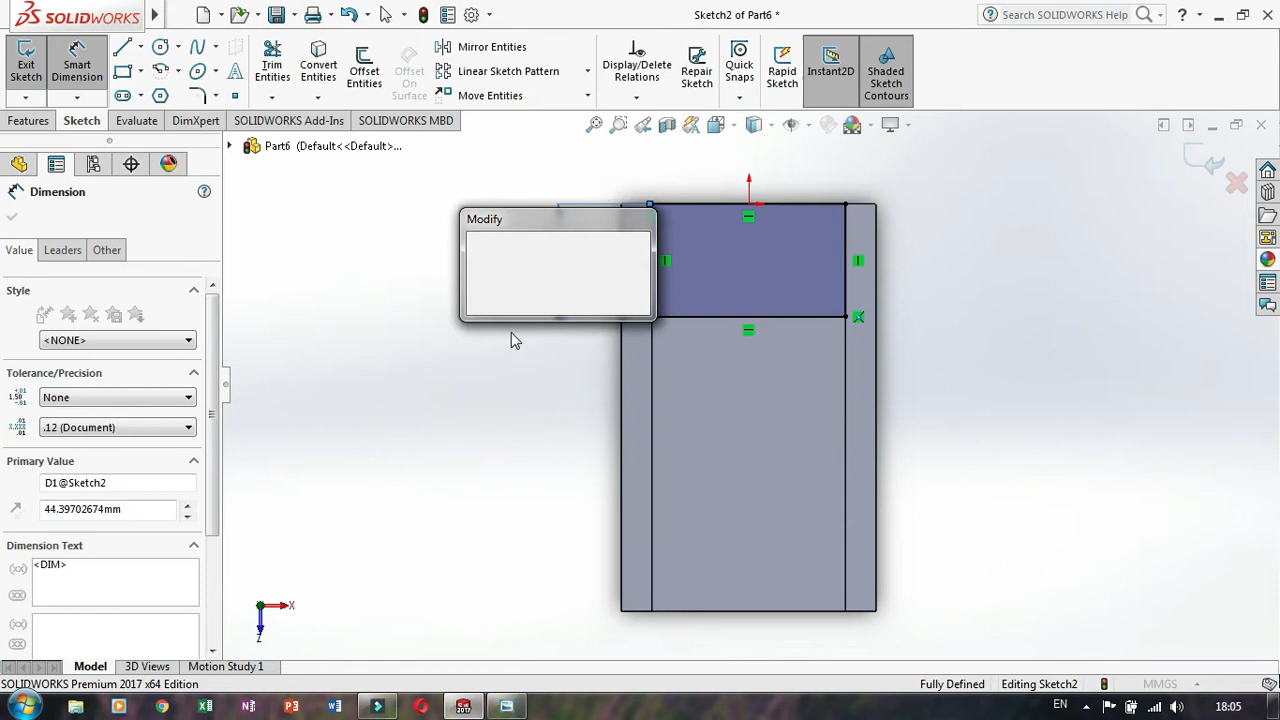 SOLIDWORKS
Sketch2 of Part6 *
Search SOLIDWORKS Help
Exit Sketch
Smart Dimension
Trim Entities
Convert Entities
Offset Entities
Offset On Surface
Mirror Entities
Linear Sketch Pattern
Move Entities
Display/Delete Relations
Repair Sketch
Quick Snaps
Rapid Sketch
Instant2D
Shaded Sketch Contours
Features
Sketch
Evaluate
DimXpert
SOLIDWORKS Add-Ins
SOLIDWORKS MBD
Part6 (Default<<Default>...
Dimension
Value
Leaders
Other
Style
<NONE>
Tolerance/Precision
None
.12 (Document)
Primary Value
D1@Sketch2
44.39702674mm
Dimension Text
<DIM>
Modify
X
Z
Model
3D Views
Motion Study 1
SOLIDWORKS Premium 2017 x64 Edition
Fully Defined
Editing Sketch2
MMGS
EN
18:05